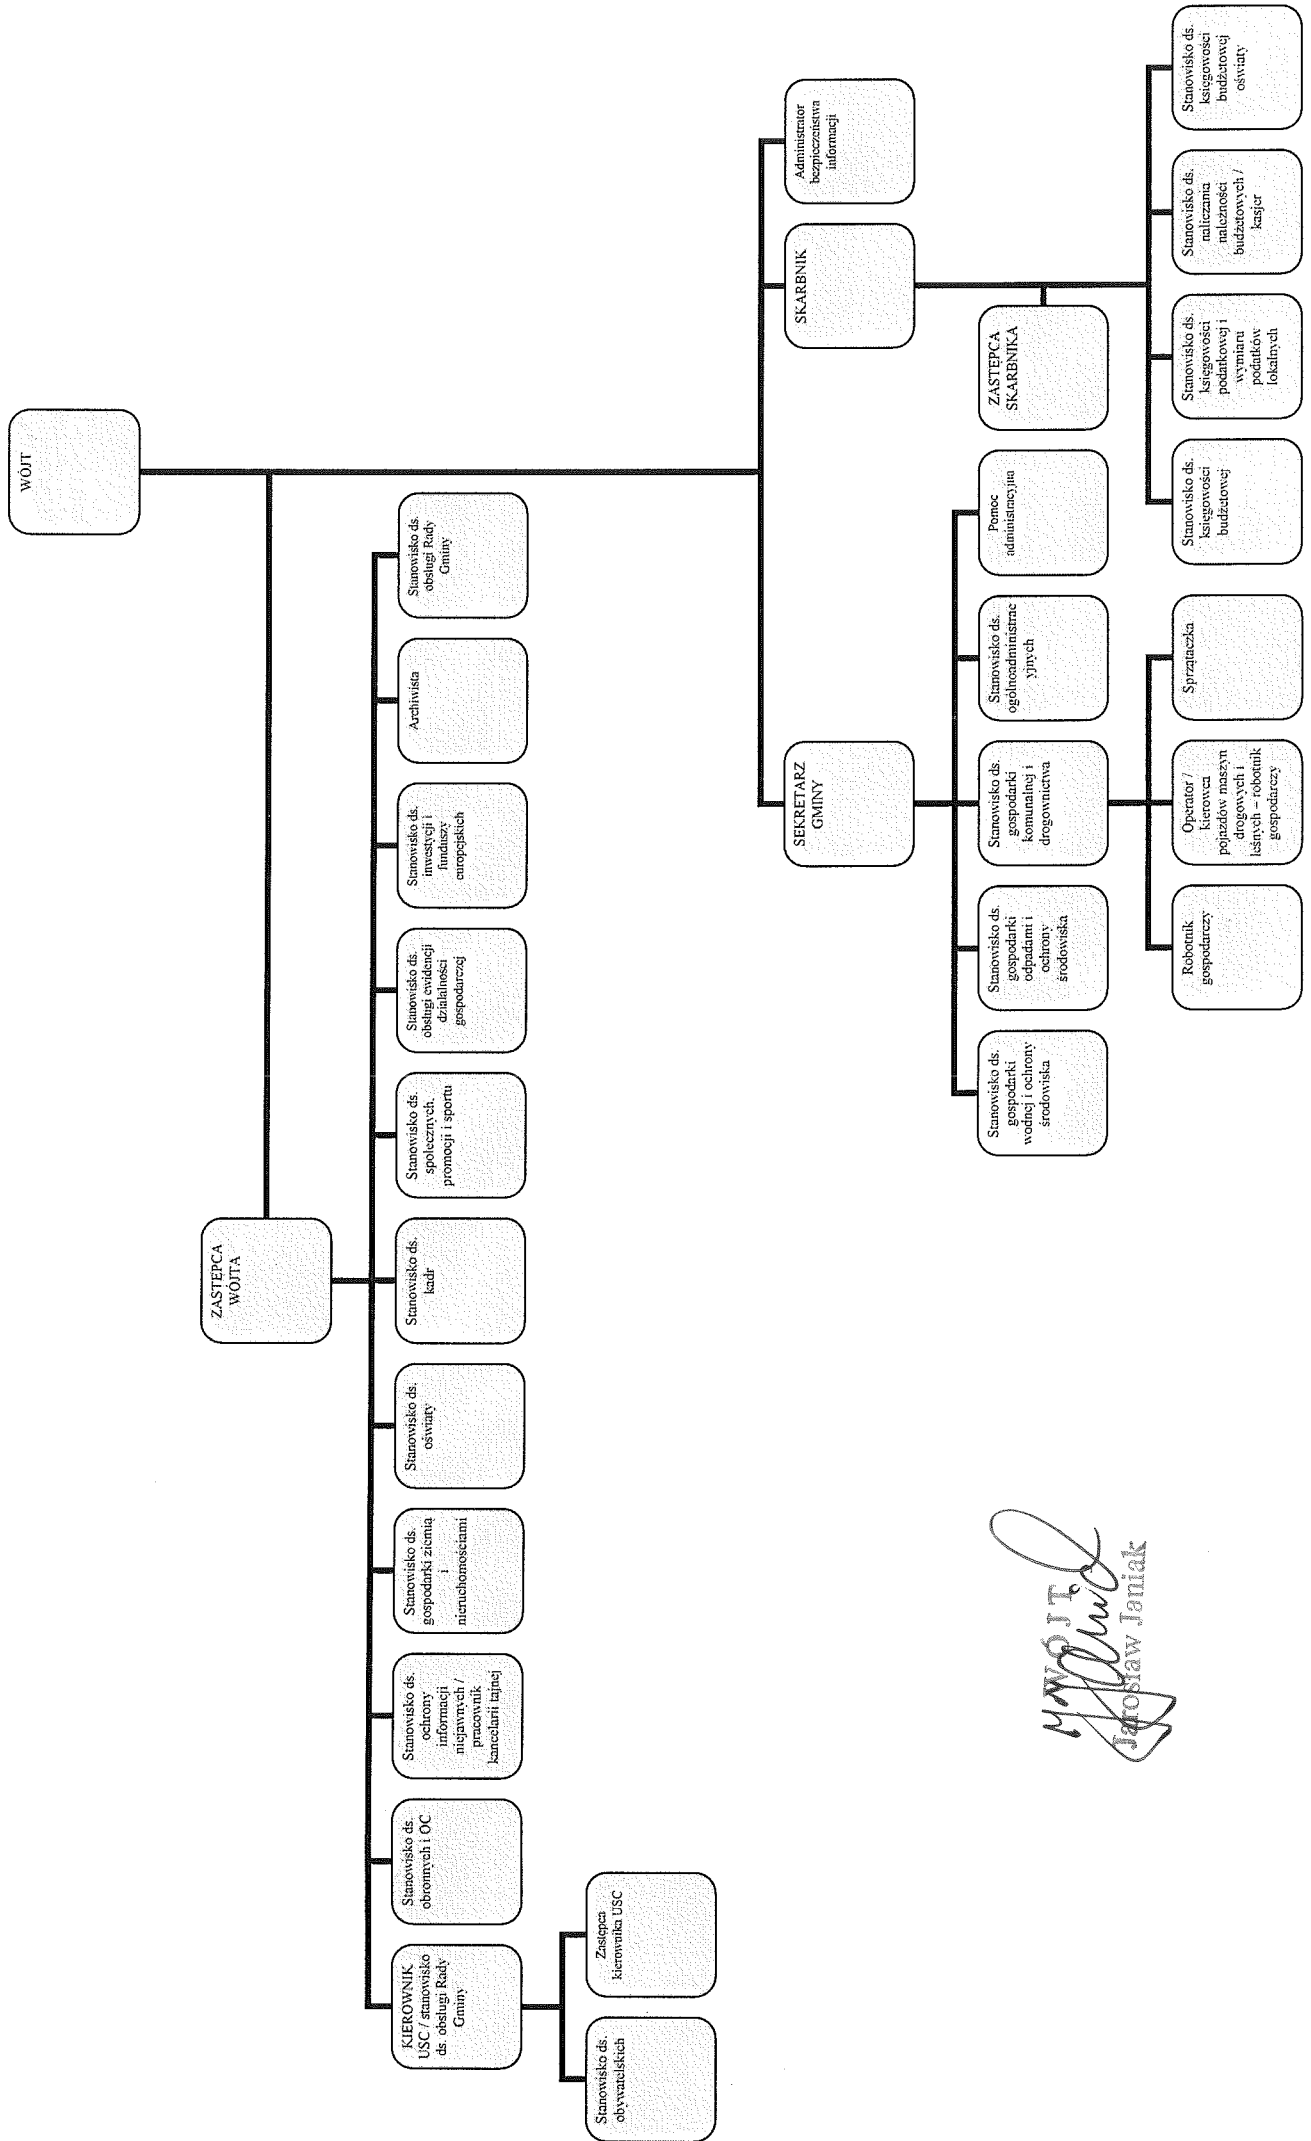 WÓJT
ZASTĘPCA
WÓJTA
KIEROWNIK
USC / stanowisko
ds. obsługi Rady
Gminy
Stanowisko ds.
obronnych i OC
Stanowisko ds.
ochrony
informacji
niejawnych /
pracownik
kancelarii tajnej
Stanowisko ds.
gospodarki ziemią
i
nieruchomościami
Stanowisko ds.
oświaty
Stanowisko ds.
kadr
Stanowisko ds.
społecznych,
promocji i sportu
Stanowisko ds.
obsługi ewidencji
działalności
gospodarczej
Stanowisko ds.
inwestycji i
funduszy
europejskich
Archiwista
Stanowisko ds.
obsługi Rady
Gminy
Stanowisko ds.
obywatelskich
Zastępca
kierownika USC
SEKRETARZ
GMINY
SKARBNIK
Administrator
bezpieczeństwa
informacji
Stanowisko ds.
gospodarki
wodnej i ochrony
środowiska
Stanowisko ds.
gospodarki
odpadami i
ochrony
środowiska
Stanowisko ds.
gospodarki
komunalnej i
drogownictwa
Stanowisko ds.
ogólnoadministrac
yjnych
Pomoc
administracyjna
ZASTĘPCA
SKARBNIKA
Robotnik
gospodarczy
Operator /
kierowca
pojazdów maszyn
drogowych i
leśnych – robotnik
gospodarczy
Sprzątaczka
Stanowisko ds.
księgowości
budżetowej
Stanowisko ds.
księgowości
podatkowej i
wymiaru
podatków
lokalnych
Stanowisko ds.
naliczania
należności
budżetowych /
kasjer
Stanowisko ds.
księgowości
budżetowej
oświaty
WÓJT
Jarosław Janiak